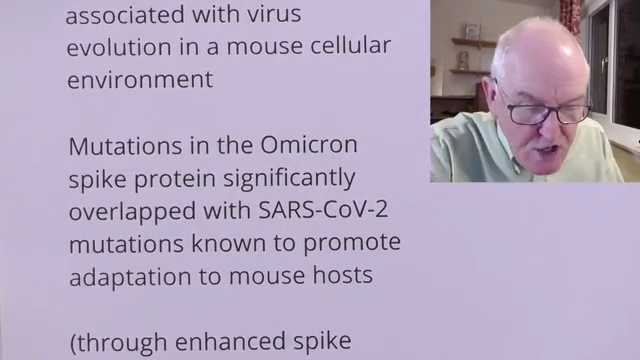 associated with virus
evolution in a mouse cellular
environment
Mutations in the Omicron
spike protein significantly
overlapped with SARS-CoV-2
mutations known to promote
adaptation to mouse hosts
(through enhanced spike